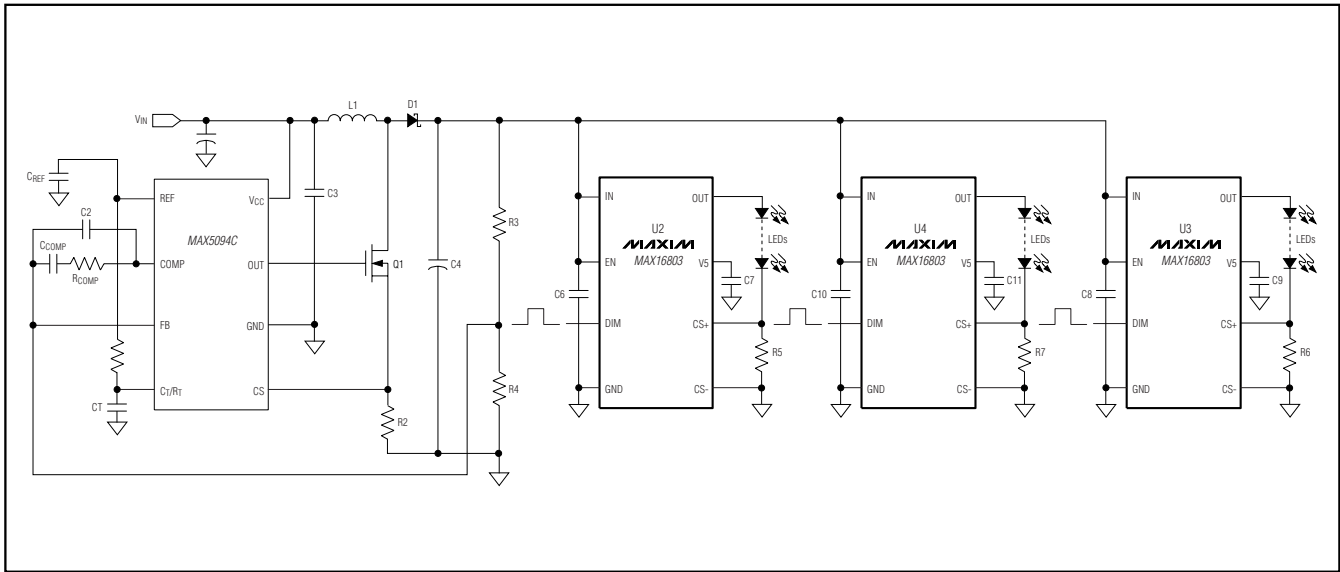 VIN
L1
D1
CREF
REF
VCC
C3
C2
MAX5094C
CCOMP
COMP
RCOMP
OUT
Q1
FB
GND
CT/RT
CS
CT
R2
C4
R3
R4
IN
OUT
U2
MAXIM
MAX16803
LEDs
EN
V5
C6
C7
DIM
CS+
R5
GND
CS-
IN
OUT
U4
MAXIM
MAX16803
LEDs
EN
V5
C10
C11
DIM
CS+
R7
GND
CS-
IN
OUT
U3
MAXIM
MAX16803
LEDs
EN
V5
C8
C9
DIM
CS+
R6
GND
CS-